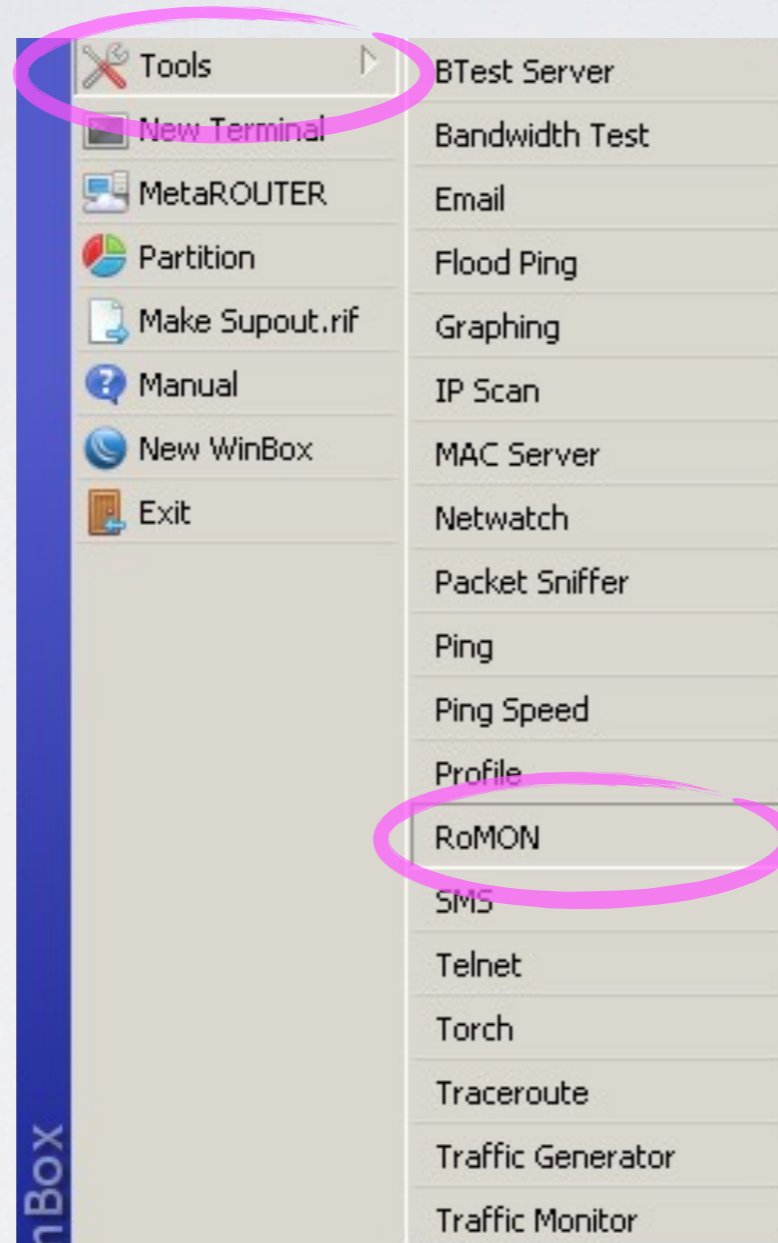 Tools
New Terminal
MetaROUTER
Partition
Make Supout.rif
Manual
New WinBox
Exit
BTest Server
Bandwidth Test
Email
Flood Ping
Graphing
IP Scan
MAC Server
Netwatch
Packet Sniffer
Ping
Ping Speed
Profile
RoMON
SMS
Telnet
Torch
Traceroute
Traffic Generator
Traffic Monitor
nBox